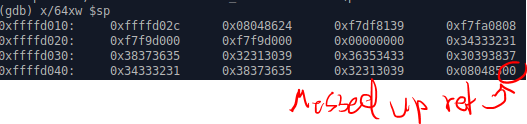 (gdb) x/64xw $sp
0xffffd010: 0xffffd02c 0x08048624 0xf7df8139 0xf7fa0808
0xffffd020: 0xf7f9d000 0xf7f9d000 0x00000000 0x34333231
0xffffd030: 0x38373635 0x32313039 0x36353433 0x30393837
0xffffd040: 0x34333231 0x38373635 0x32313039 0x08048500
Messed up ret